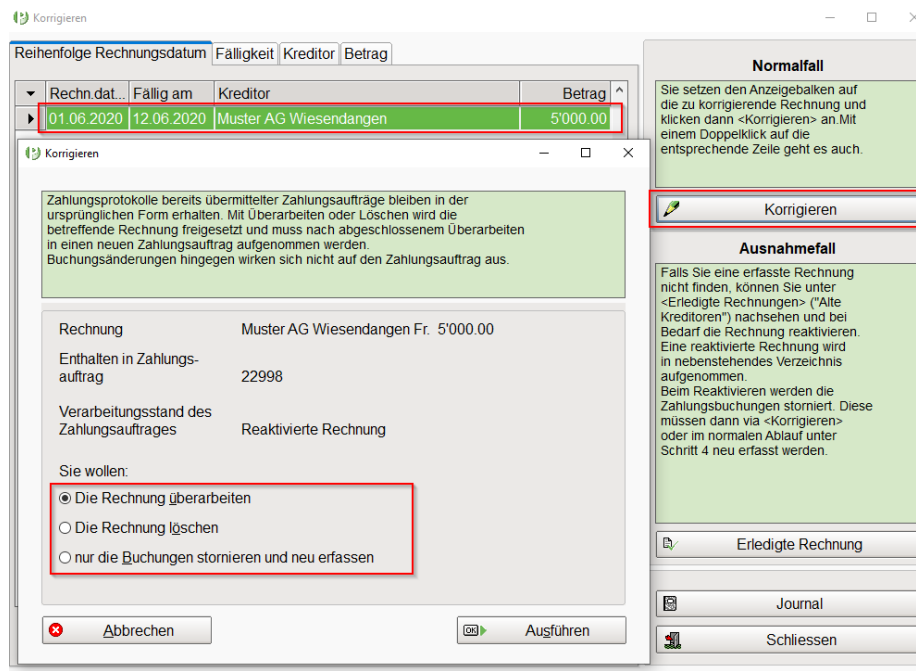 Korrigieren
Reihenfolge Rechnungsdatum Fälligkeit Kreditor Betrag
Rechn.dat... Fällig am Kreditor Betrag
01.06.2020 12.06.2020 Muster AG Wiesendangen 5'000.00
Korrigieren
Zahlungsprotokolle bereits übermittelter Zahlungsaufträge bleiben in der
ursprünglichen Form erhalten. Mit Überarbeiten oder Löschen wird die
betreffende Rechnung freigesetzt und muss nach abgeschlossenem Überarbeiten
in einen neuen Zahlungsauftrag aufgenommen werden.
Buchungsänderungen hingegen wirken sich nicht auf den Zahlungsauftrag aus.
Rechnung Muster AG Wiesendangen Fr. 5'000.00
Enthalten in Zahlungs-
auftrag 22998
Verarbeitungsstand des
Zahlungsauftrages Reaktivierte Rechnung
Sie wollen:
Die Rechnung überarbeiten
Die Rechnung löschen
nur die Buchungen stornieren und neu erfassen
Abbrechen OK Ausführen
Normalfall
Sie setzen den Anzeigebalken auf
die zu korrigierende Rechnung und
klicken dann <Korrigieren> an.Mit
einem Doppelklick auf die
entsprechende Zeile geht es auch.
Korrigieren
Ausnahmefall
Falls Sie eine erfasste Rechnung
nicht finden, können Sie unter
<Erledigte Rechnungen> ("Alte
Kreditoren") nachsehen und bei
Bedarf die Rechnung reaktivieren.
Eine reaktivierte Rechnung wird
in nebenstehendes Verzeichnis
aufgenommen.
Beim Reaktivieren werden die
Zahlungsbuchungen storniert. Diese
müssen dann via <Korrigieren>
oder im normalen Ablauf unter
Schritt 4 neu erfasst werden.
Erledigte Rechnung
Journal
Schliessen